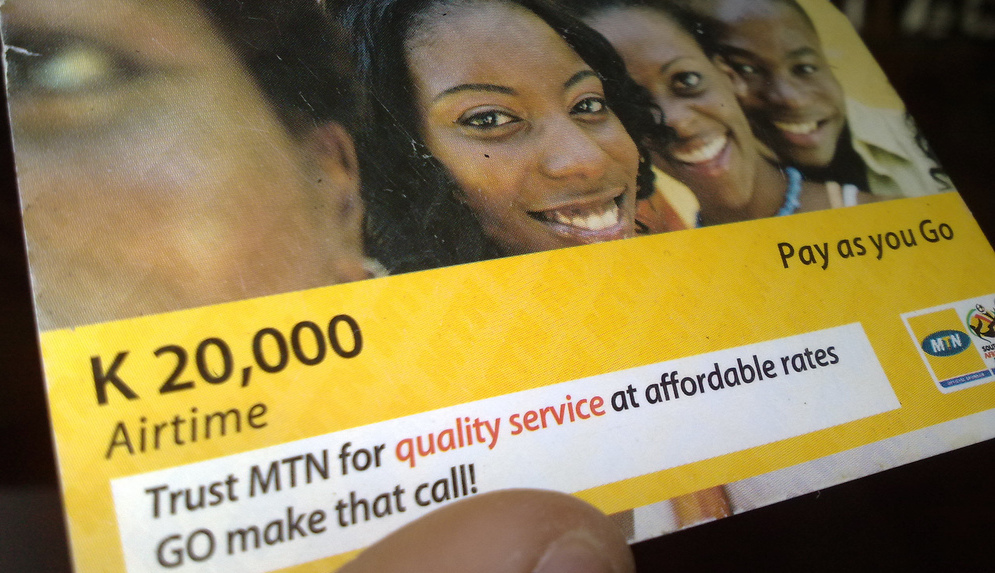 Pay as you Go
K 20,000
Airtime
MTN
Trust MTN for quality service at affordable rates
GO make that call!